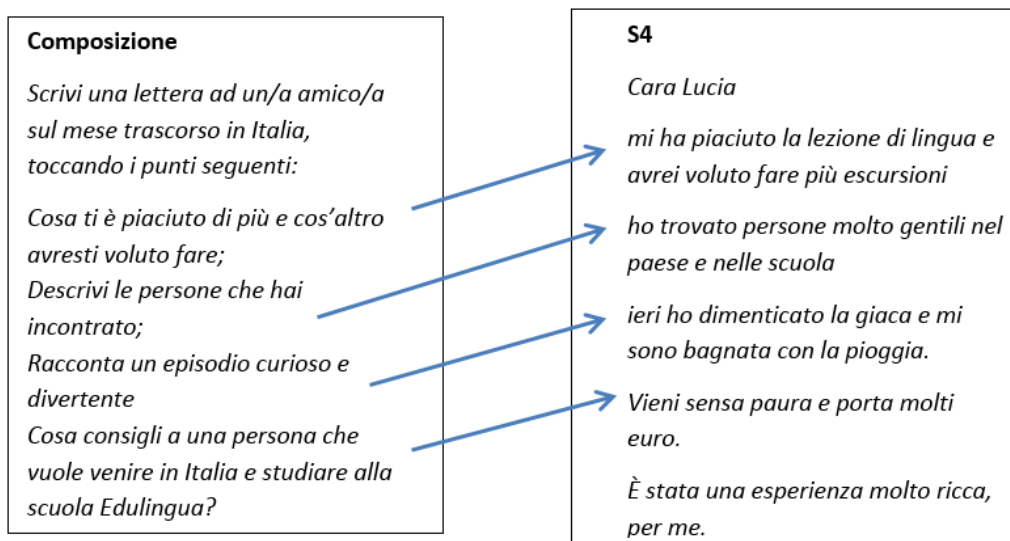 Composizione
Scrivi una lettera ad un/a amico/a
sul mese trascorso in Italia,
toccando i punti seguenti:
Cosa ti è piaciuto di più e cos'altro
avresti voluto fare;
Descrivi le persone che hai
incontrato;
Racconta un episodio curioso e
divertente
Cosa consigli a una persona che
vuole venire in Italia e studiare alla
scuola Edulingua?
S4
Cara Lucia
mi ha piaciuto la lezione di lingua e
avrei voluto fare più escursioni
ho trovato persone molto gentili nel
paese e nelle scuola
ieri ho dimenticato la giaca e mi
sono bagnata con la pioggia.
Vieni sensa paura e porta molti
euro.
È stata una esperienza molto ricca,
per me.